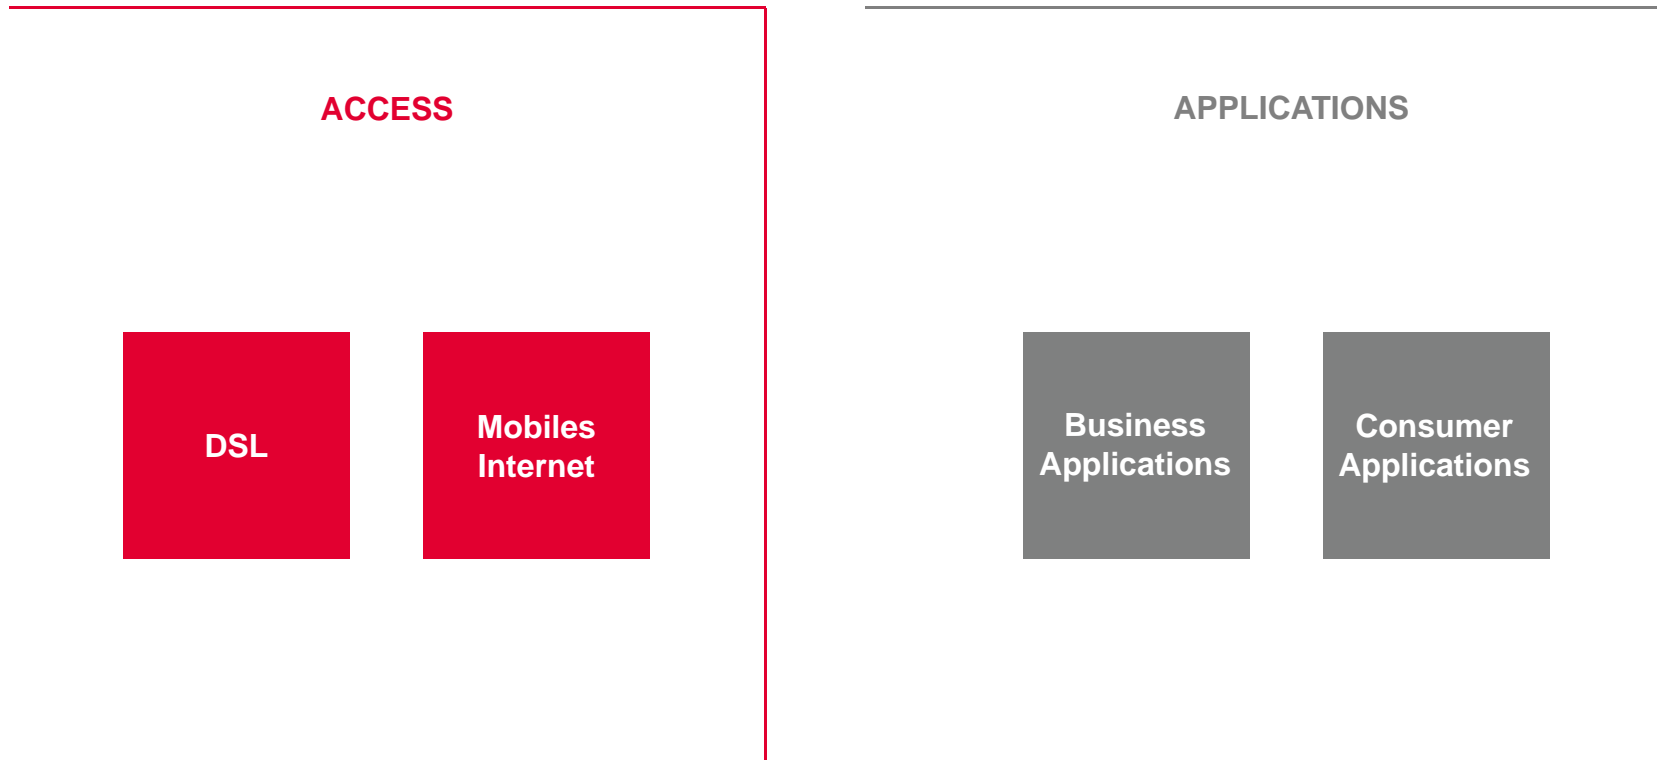 ACCESS
DSL
Mobiles
Internet
APPLICATIONS
Business
Applications
Consumer
Applications